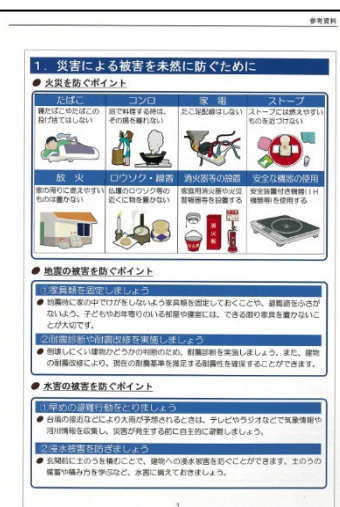 参考資料
1．災害による被害を未然に防ぐために
● 火災を防ぐポイント
たばこ
寝たばこやたばこの
投げ捨てはしない
コンロ
油で料理する時は、
その場を離れない
家電
たこ足配線はしない
ストーブ
ストーブには燃えやすい
ものを近づけない
放火
家の周りに燃えやすい
ものは置かない
ロウソク・線香
仏壇のロウソク等の
近くに物を置かない
消火器等の設置
家庭用消火器や火災
警報器等を設置する
安全な機器の使用
安全装置付き機器(IH
機器等)を使用する
消火器
● 地震の被害を防ぐポイント
①家具類を固定しましょう
● 地震時に家の中でけがをしないよう家具類を固定しておくことや、避難路をふさが
ないよう、子どもやお年寄りのいる部屋や寝室には、できる限り家具を置かないこ
とが大切です。
②耐震診断や耐震改修を実施しましょう
● 倒壊しにくい建物かどうかの判断のため、耐震診断を実施しましょう。また、建物
の耐震改修により、現在の耐震基準を満足する耐震性を確保することができます。
● 水害の被害を防ぐポイント
①早めの避難行動をとりましょう
● 台風の接近などにより大雨が予想されるときは、テレビやラジオなどで気象情報や
河川情報を収集し、災害が発生する前に自主的に避難しましょう。
②浸水被害を防ぎましょう
● 玄関前に土のうを積むことで、建物への浸水被害を防ぐことができます。土のうの
備蓄や積み方を学ぶなど、水害に備えておきましょう。
1